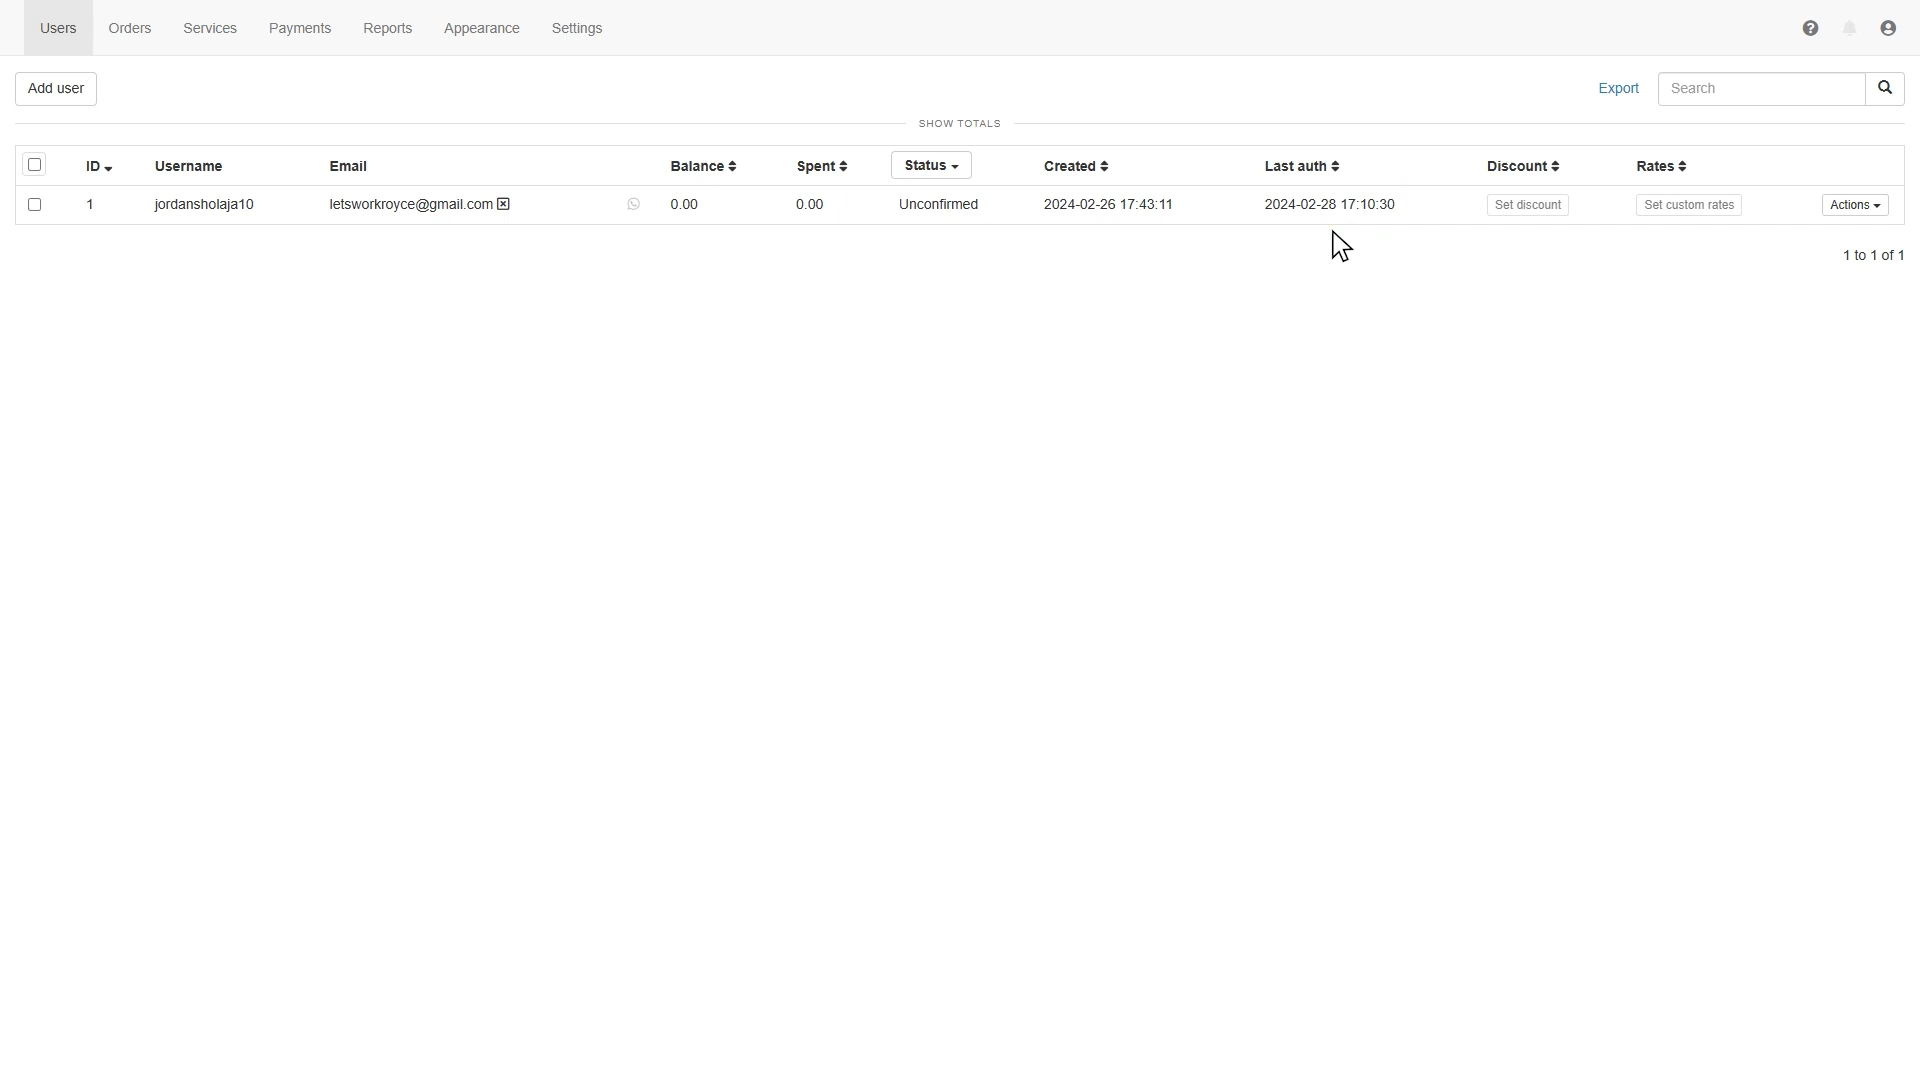 Users Orders Services Payments Reports Appearance Settings
Add user Export Search
SHOW TOTALS
ID Username Email Balance Spent Status Created Last auth Discount Rates
1 jordansholaja10 letsworkroyce@gmail.com 0.00 0.00 Unconfirmed 2024-02-26 17:43:11 2024-02-28 17:10:30 Set discount Set custom rates Actions
1 to 1 of 1